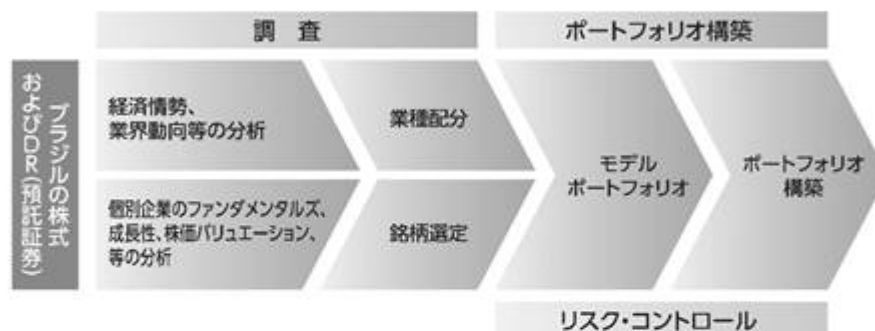 調 査
ポートフォリオ構築
ブラジルの株式
およびDR(預託証券)
経済情勢、
業界動向等の分析
業種配分
個別企業のファンダメンタルズ、
成長性、株価バリュエーション、
等の分析
銘柄選定
モデル
ポートフォリオ
ポートフォリオ
構築
リスク・コントロール